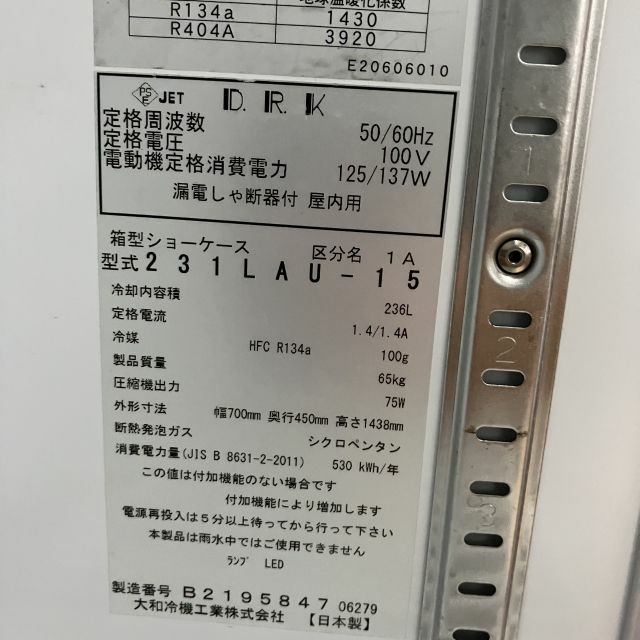 地球温暖化係数
R134a 1430
R404A 3920
E20606010
PSE JET D.R.K
定格周波数 50/60Hz
定格電圧 100V
電動機定格消費電力 125/137W
漏電しゃ断器付 屋内用
箱型ショーケース 区分名 1A
型式 231LAU-15
冷却内容積 236L
定格電流 1.4/1.4A
冷媒 HFC R134a 100g
製品質量 65kg
圧縮機出力 75W
外形寸法 幅700mm 奥行450mm 高さ1438mm
断熱発泡ガス シクロペンタン
消費電力量(JIS B 8631-2-2011) 530 kWh/年
この値は付加機能のない場合です
付加機能により増加します
電源再投入は5分以上待ってから行って下さい
本製品は雨水中ではご使用できません
ランプ LED
製造番号 B2195847 06279
大和冷機工業株式会社 【日本製】
1
2
3